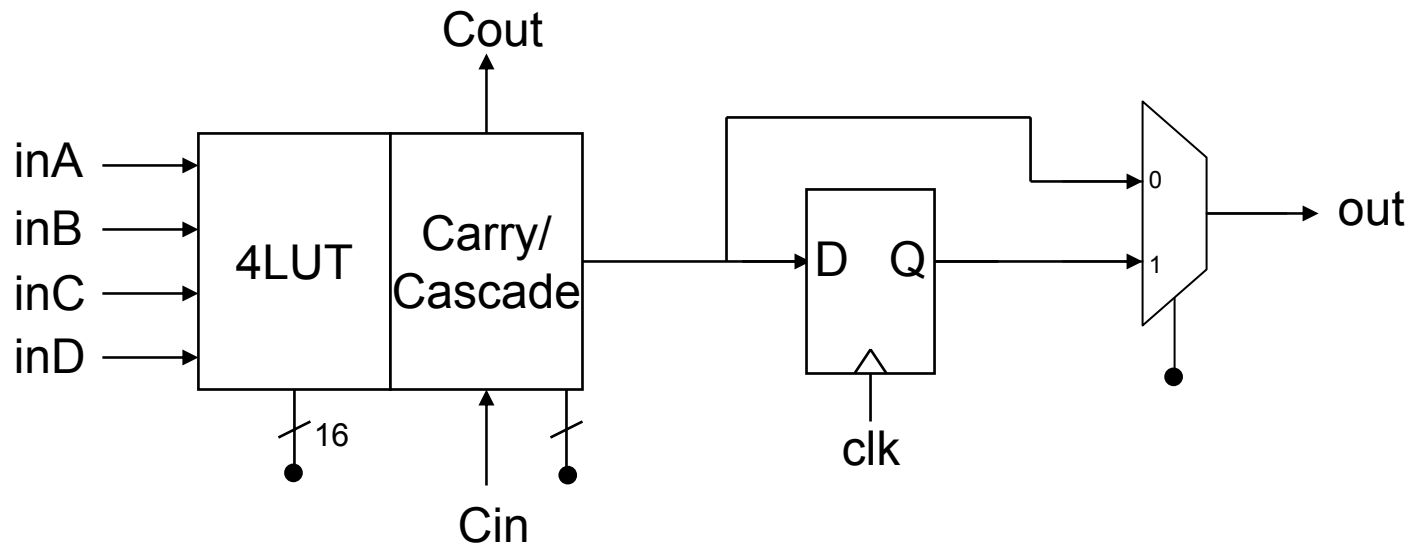 Cout
inA
inB
inC
inD
4LUT
Carry/
Cascade
16
Cin
D Q
clk
0
1
out